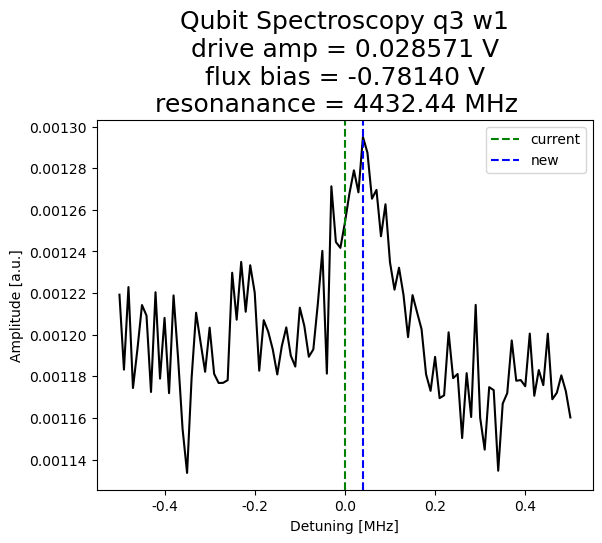 Qubit Spectroscopy q3 w1
drive amp = 0.028571 V
flux bias = -0.78140 V
resonanance = 4432.44 MHz
current
new
Amplitude [a.u.]
0.00130
0.00128
0.00126
0.00124
0.00122
0.00120
0.00118
0.00116
0.00114
-0.4 -0.2 0.0 0.2 0.4
Detuning [MHz]